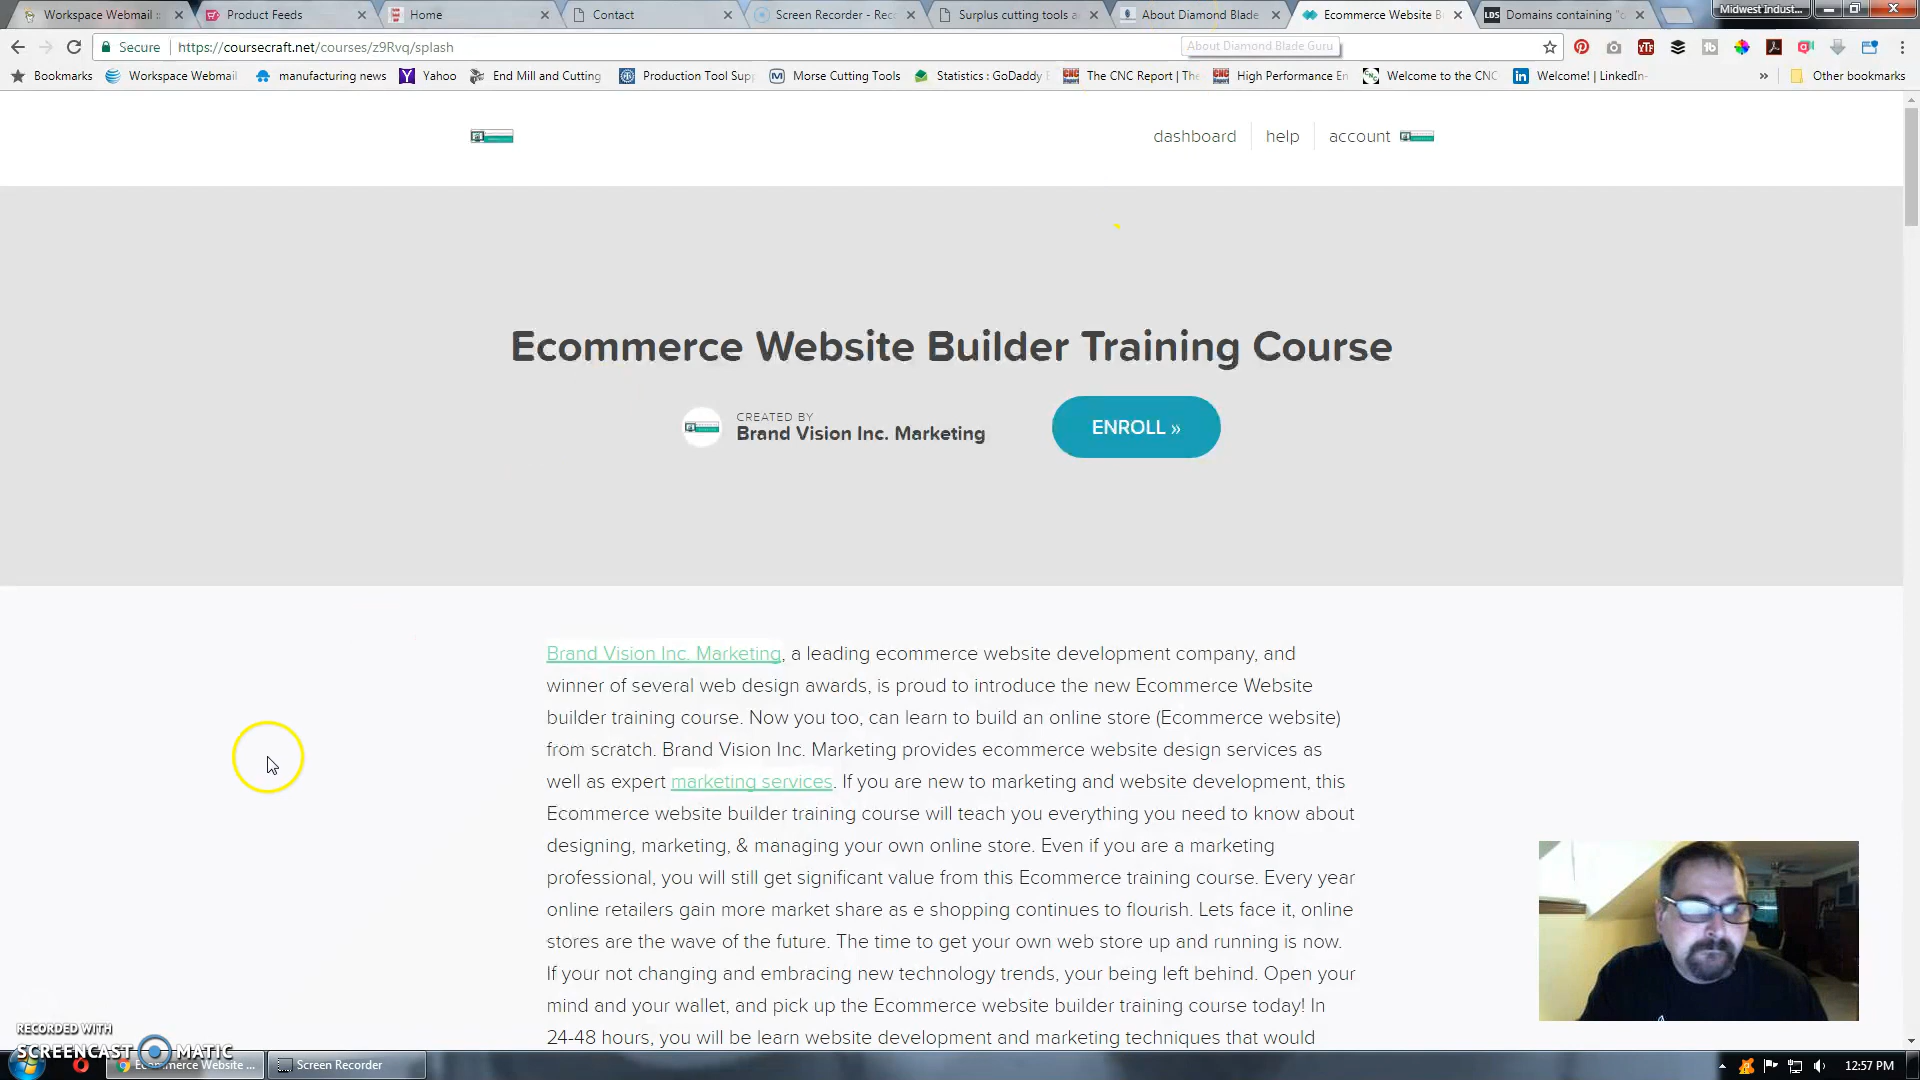 Workspace Webmail :
Product Feeds
Home
Contact
Screen Recorder - Rec
Surplus cutting tools a
About Diamond Blade
Ecommerce Website B
Domains containing "c
Midwest Indust...
Secure
https://coursecraft.net/courses/z9Rvq/splash
About Diamond Blade Guru
Bookmarks
Workspace Webmail
manufacturing news
Yahoo
End Mill and Cutting
Production Tool Supp
Morse Cutting Tools
Statistics : GoDaddy
The CNC Report | The
High Performance En
Welcome to the CNC
Welcome! | LinkedIn
Other bookmarks
dashboard
help
account
Ecommerce Website Builder Training Course
CREATED BY
Brand Vision Inc. Marketing
ENROLL »
Brand Vision Inc. Marketing, a leading ecommerce website development company, and
winner of several web design awards, is proud to introduce the new Ecommerce Website
builder training course. Now you too, can learn to build an online store (Ecommerce website)
from scratch. Brand Vision Inc. Marketing provides ecommerce website design services as
well as expert marketing services. If you are new to marketing and website development, this
Ecommerce website builder training course will teach you everything you need to know about
designing, marketing, & managing your own online store. Even if you are a marketing
professional, you will still get significant value from this Ecommerce training course. Every year
online retailers gain more market share as e shopping continues to flourish. Lets face it, online
stores are the wave of the future. The time to get your own web store up and running is now.
If your not changing and embracing new technology trends, your being left behind. Open your
mind and your wallet, and pick up the Ecommerce website builder training course today! In
24-48 hours, you will be learn website development and marketing techniques that would
RECORDED WITH
SCREENCAST MATIC
Ecommerce Website ...
Screen Recorder
12:57 PM